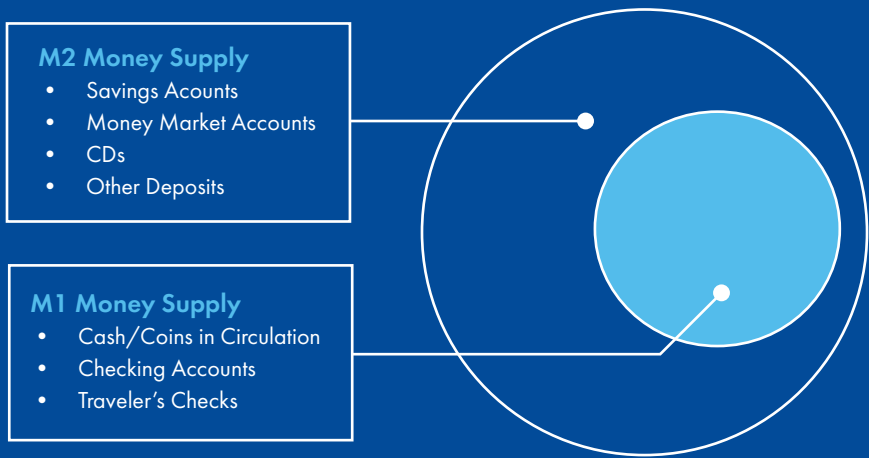 M2 Money Supply
• Savings Acounts
• Money Market Accounts
• CDs
• Other Deposits
M1 Money Supply
• Cash/Coins in Circulation
• Checking Accounts
• Traveler's Checks